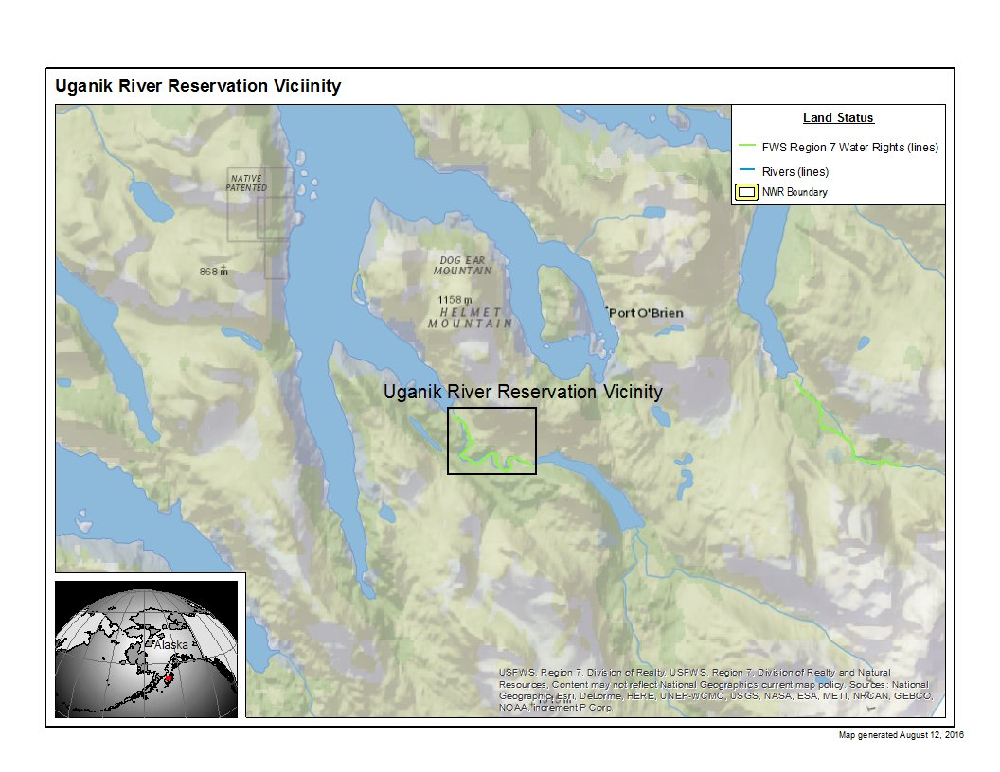 Uganik River Reservation Viciinity
Land Status
FWS Region 7 Water Rights (lines)
Rivers (lines)
NWR Boundary
NATIVE
PATENTED
868 m
DOG EAR
MOUNTAIN
1158 m
HELMET
MOUNTAIN
Port O'Brien
Uganik River Reservation Vicinity
Alaska
USFWS, Region 7, Division of Realty, USFWS, Region 7, Division of Realty and Natural
Resources, Content may not reflect National Geographic's current map policy. Sources: National
Geographic, Esri, DeLorme, HERE, UNEP-WCMC, USGS, NASA, ESA, METI, NRCAN, GEBCO,
NOAA, increment P Corp.
Map generated August 12, 2016